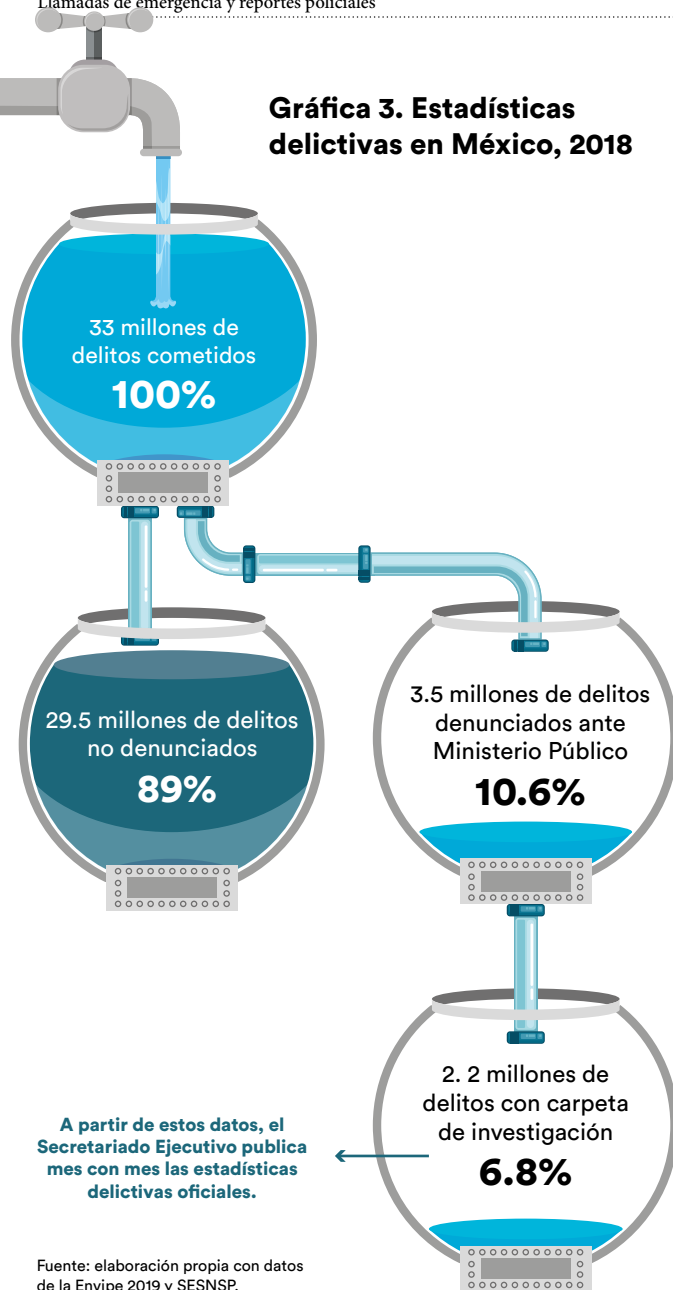 Llamadas de emergencia y reportes policiales
Gráfica 3. Estadísticas
delictivas en México, 2018
33 millones de
delitos cometidos
100%
29.5 millones de delitos
no denunciados
89%
3.5 millones de delitos
denunciados ante
Ministerio Público
10.6%
2. 2 millones de
delitos con carpeta
de investigación
6.8%
A partir de estos datos, el
Secretariado Ejecutivo publica
mes con mes las estadísticas
delictivas oficiales.
Fuente: elaboración propia con datos
de la Envipe 2019 y SESNSP.